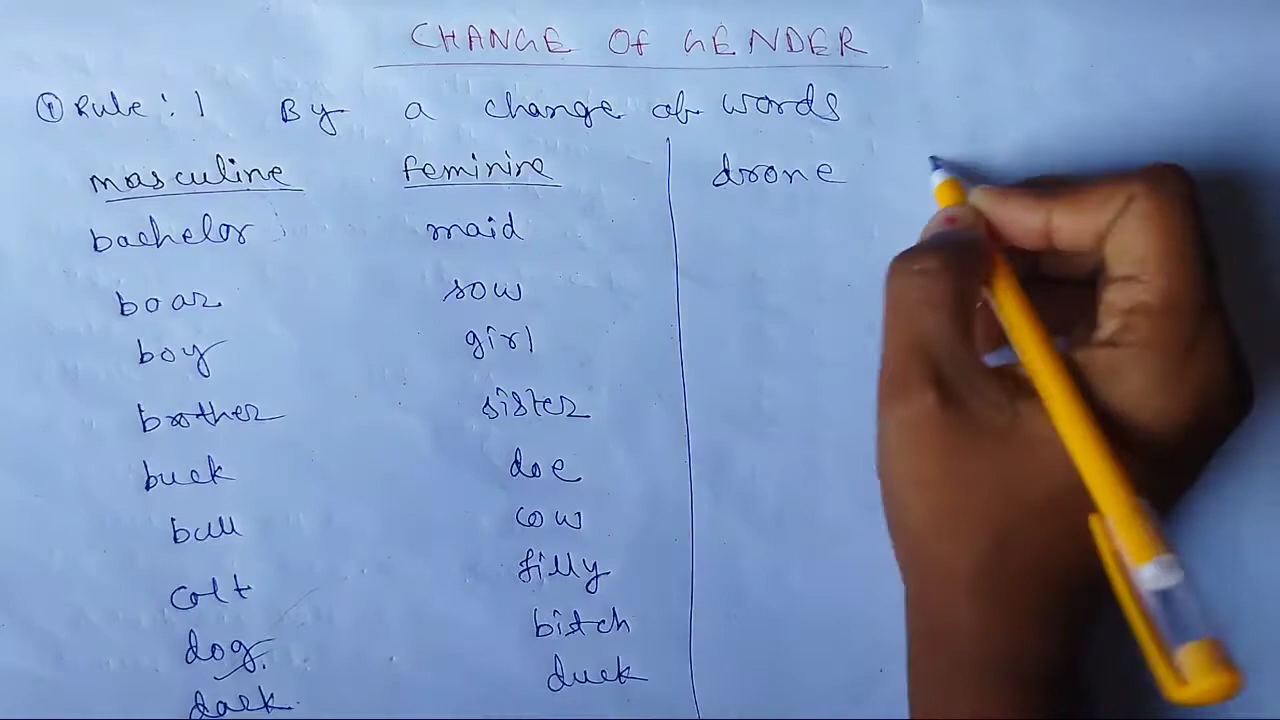 CHANGE Of GENDER
① Rule : 1 By a change of words
masculine feminine
bachelor maid
boar sow
boy girl
brother sister
buck doe
bull cow
colt filly
dog bitch
dark duck
drone